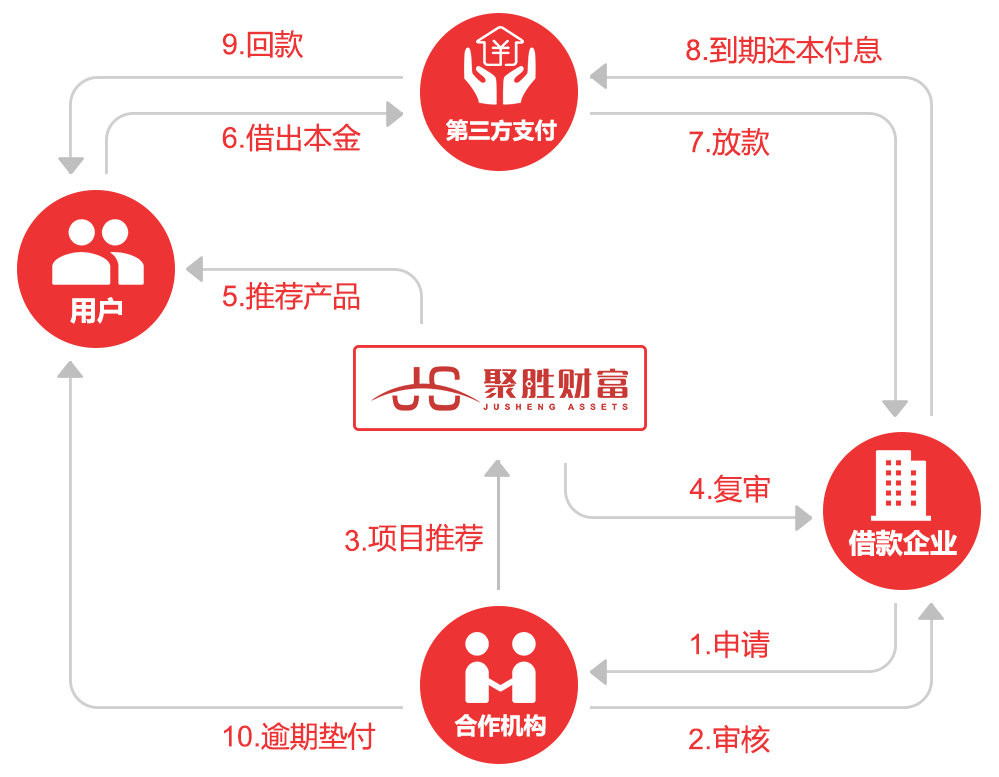 9.回款
8.到期还本付息
第三方支付
6.借出本金
7.放款
用户
5.推荐产品
JS 聚胜财富
JUSHENG ASSETS
4.复审
3.项目推荐
借款企业
1.申请
合作机构
10.逾期垫付
2.审核